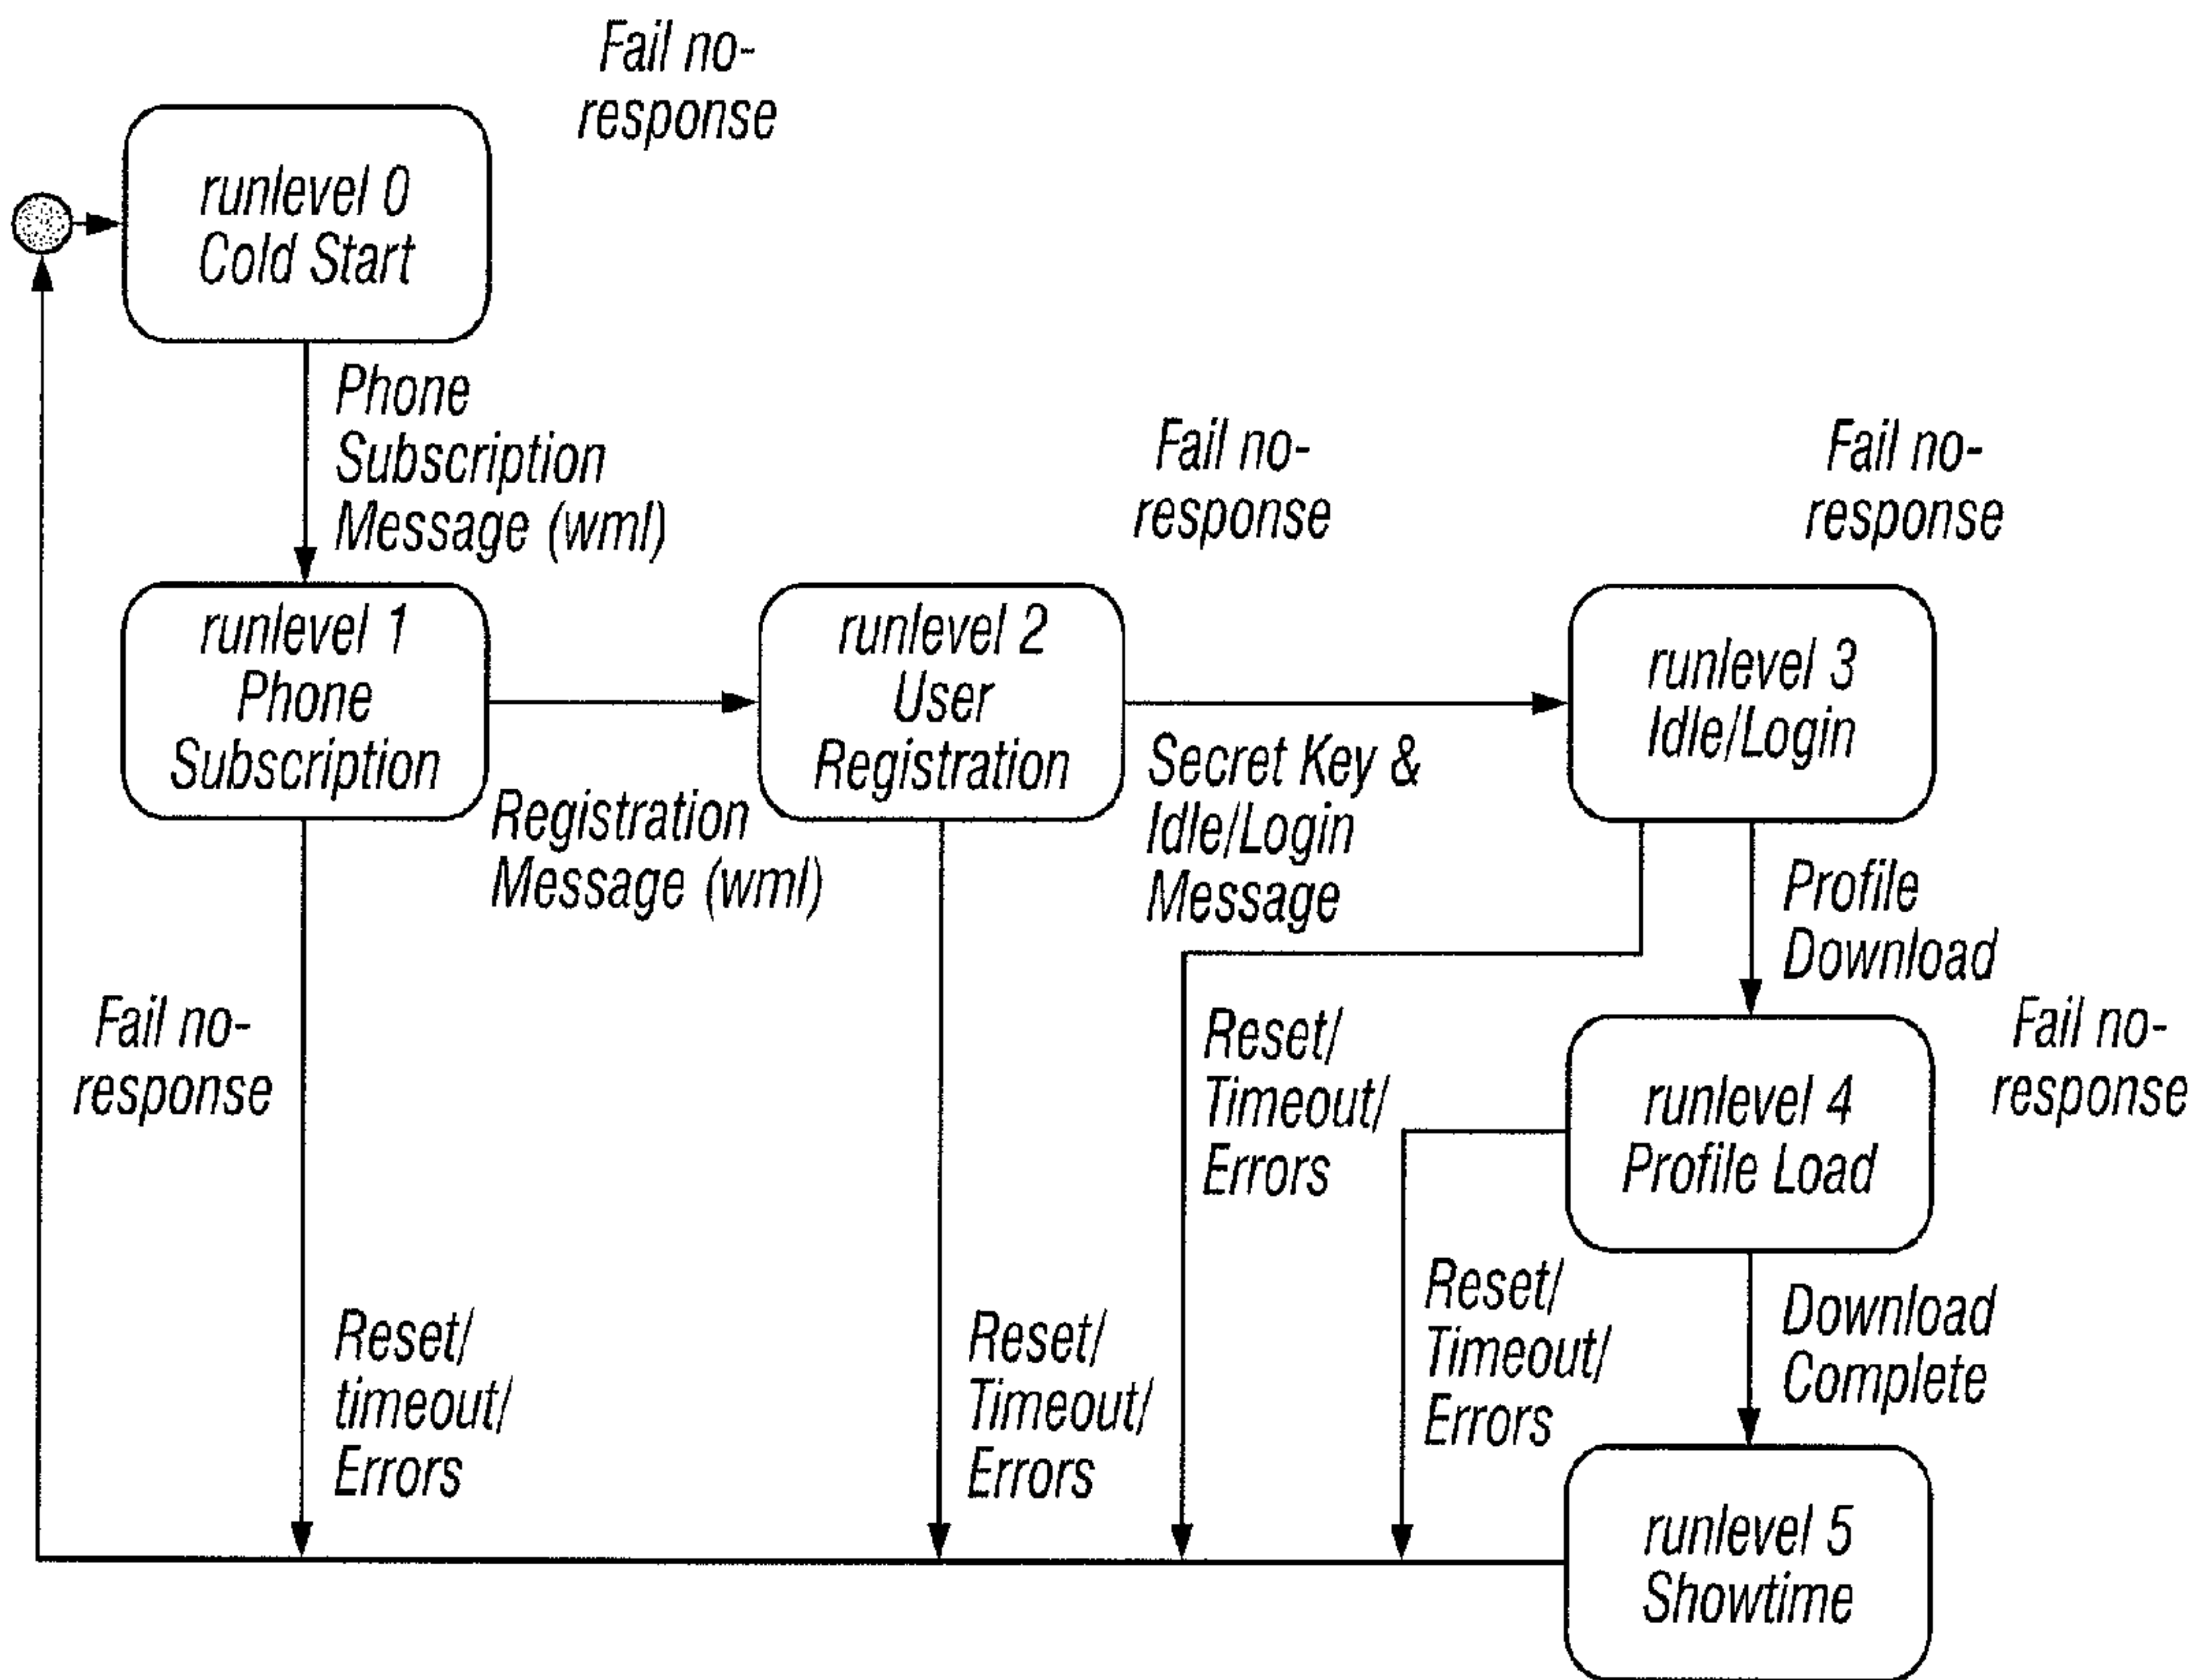 Fail no-
response
runlevel 0
Cold Start
Phone
Subscription
Message (wml)
Fail no-
response
Fail no-
response
runlevel 1
Phone
Subscription
runlevel 2
User
Registration
runlevel 3
Idle/Login
Registration
Message (wml)
Secret Key &
Idle/Login
Message
Profile
Download
Fail no-
response
Reset/
Timeout/
Errors
runlevel 4
Profile Load
Fail no-
response
Reset/
timeout/
Errors
Reset/
Timeout/
Errors
Reset/
Timeout/
Errors
Download
Complete
runlevel 5
Showtime